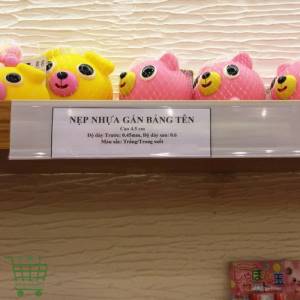 NẸP NHỰA GẮN BẢNG TÊN
Cao 4.5 cm
Độ dày Trước: 0.45mm, Độ dày sau: 0.6
Màu sắc: Trắng/Trong suốt